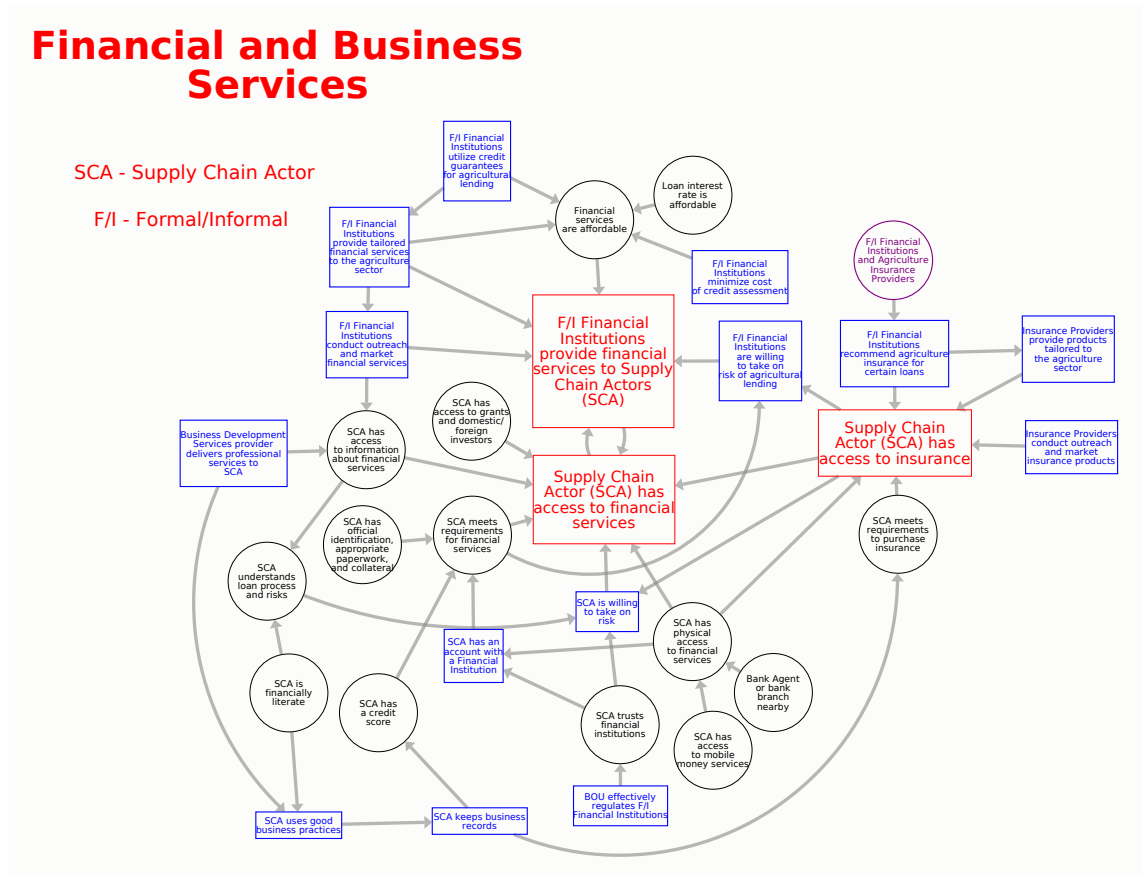 Financial and Business
Services
SCA - Supply Chain Actor
F/I - Formal/Informal
F/I Financial
Institutions
utilize credit
guarantees
for agricultural
lending
Loan interest
rate is
affordable
Financial
services
are affordable
F/I Financial
Institutions
provide tailored
financial services
to the agriculture
sector
F/I Financial
Institutions
and Agriculture
Insurance
Providers
F/I Financial
Institutions
minimize cost
of credit assessment
F/I Financial
Institutions
conduct outreach
and market
financial services
F/I Financial
Institutions
provide financial
services to Supply
Chain Actors
(SCA)
F/I Financial
Institutions
are willing
to take on
risk of agricultural
lending
F/I Financial
Institutions
recommend agriculture
insurance for
certain loans
Insurance Providers
provide products
tailored to
the agriculture
sector
SCA has
access to grants
and domestic/
foreign
investors
Business Development
Services provider
delivers professional
services to
SCA
SCA has
access
to information
about financial
services
Supply Chain
Actor (SCA) has
access to insurance
Insurance Providers
conduct outreach
and market
insurance products
Supply Chain
Actor (SCA) has
access to financial
services
SCA has
official
identification,
appropriate
paperwork,
and collateral
SCA meets
requirements
for financial
services
SCA meets
requirements
to purchase
insurance
SCA
understands
loan process
and risks
SCA is willing
to take on
risk
SCA has an
account with
a Financial
Institution
SCA has
physical
access
to financial
services
SCA is
financially
literate
SCA has
a credit
score
SCA trusts
financial
institutions
Bank Agent
or bank
branch
nearby
SCA has
access
to mobile
money services
BOU effectively
regulates F/I
Financial Institutions
SCA uses good
business practices
SCA keeps business
records